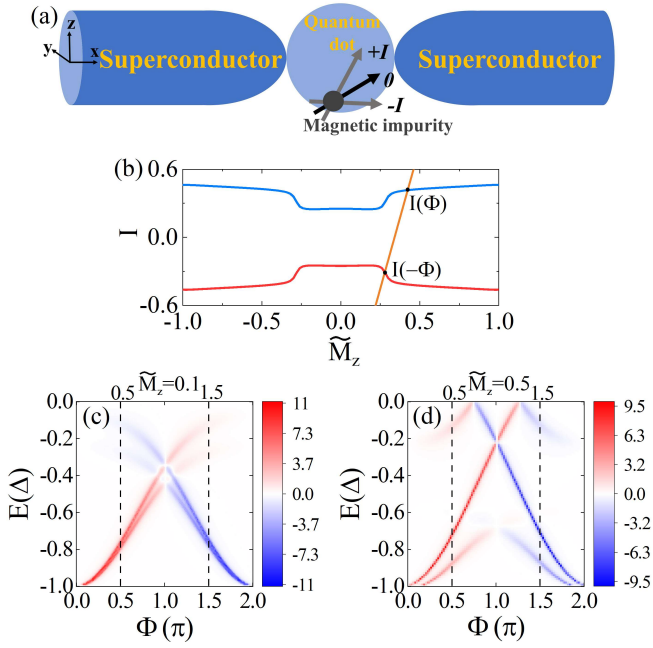 (a)
Quantum
dot
z
y
x
Superconductor
Superconductor
+I
0
-I
Magnetic impurity
(b)
0.6
0.0
-0.6
I
I(Φ)
I(−Φ)
-1.0 -0.5 0.0 0.5 1.0
M̃z
(c)
0.5 M̃z=0.1 1.5
0.0
-0.2
-0.4
-0.6
-0.8
-1.0
E(Δ)
0.0 0.5 1.0 1.5 2.0
Φ(π)
11
7.3
3.7
0.0
-3.7
-7.3
-11
(d)
0.5 M̃z=0.5 1.5
0.0
-0.2
-0.4
-0.6
-0.8
-1.0
E(Δ)
0.0 0.5 1.0 1.5 2.0
Φ(π)
9.5
6.3
3.2
0.0
-3.2
-6.3
-9.5